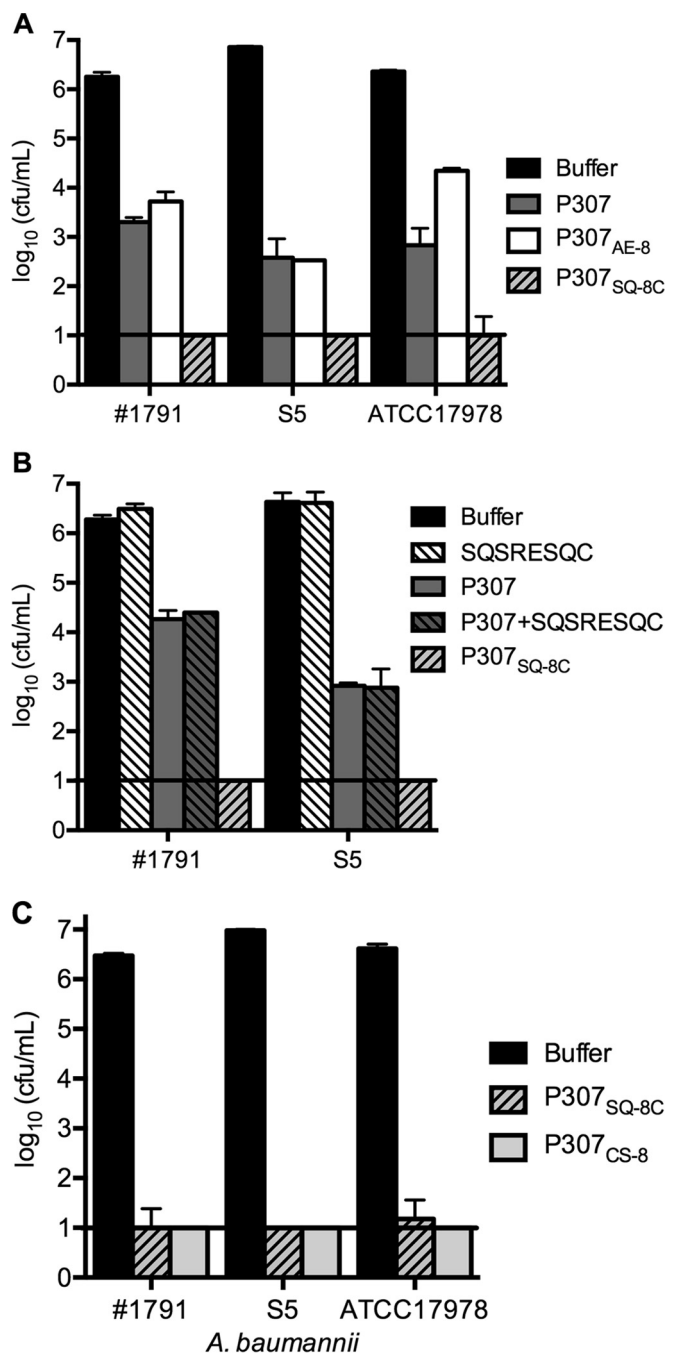 A
7
6
5
4
3
2
1
0
log10 (cfu/mL)
#1791 S5 ATCC17978
Buffer
P307
P307AE-8
P307SQ-8C
B
7
6
5
4
3
2
1
0
log10 (cfu/mL)
#1791 S5
Buffer
SQSRESQC
P307
P307+SQSRESQC
P307SQ-8C
C
7
6
5
4
3
2
1
0
log10 (cfu/mL)
#1791 S5 ATCC17978
A. baumannii
Buffer
P307SQ-8C
P307CS-8